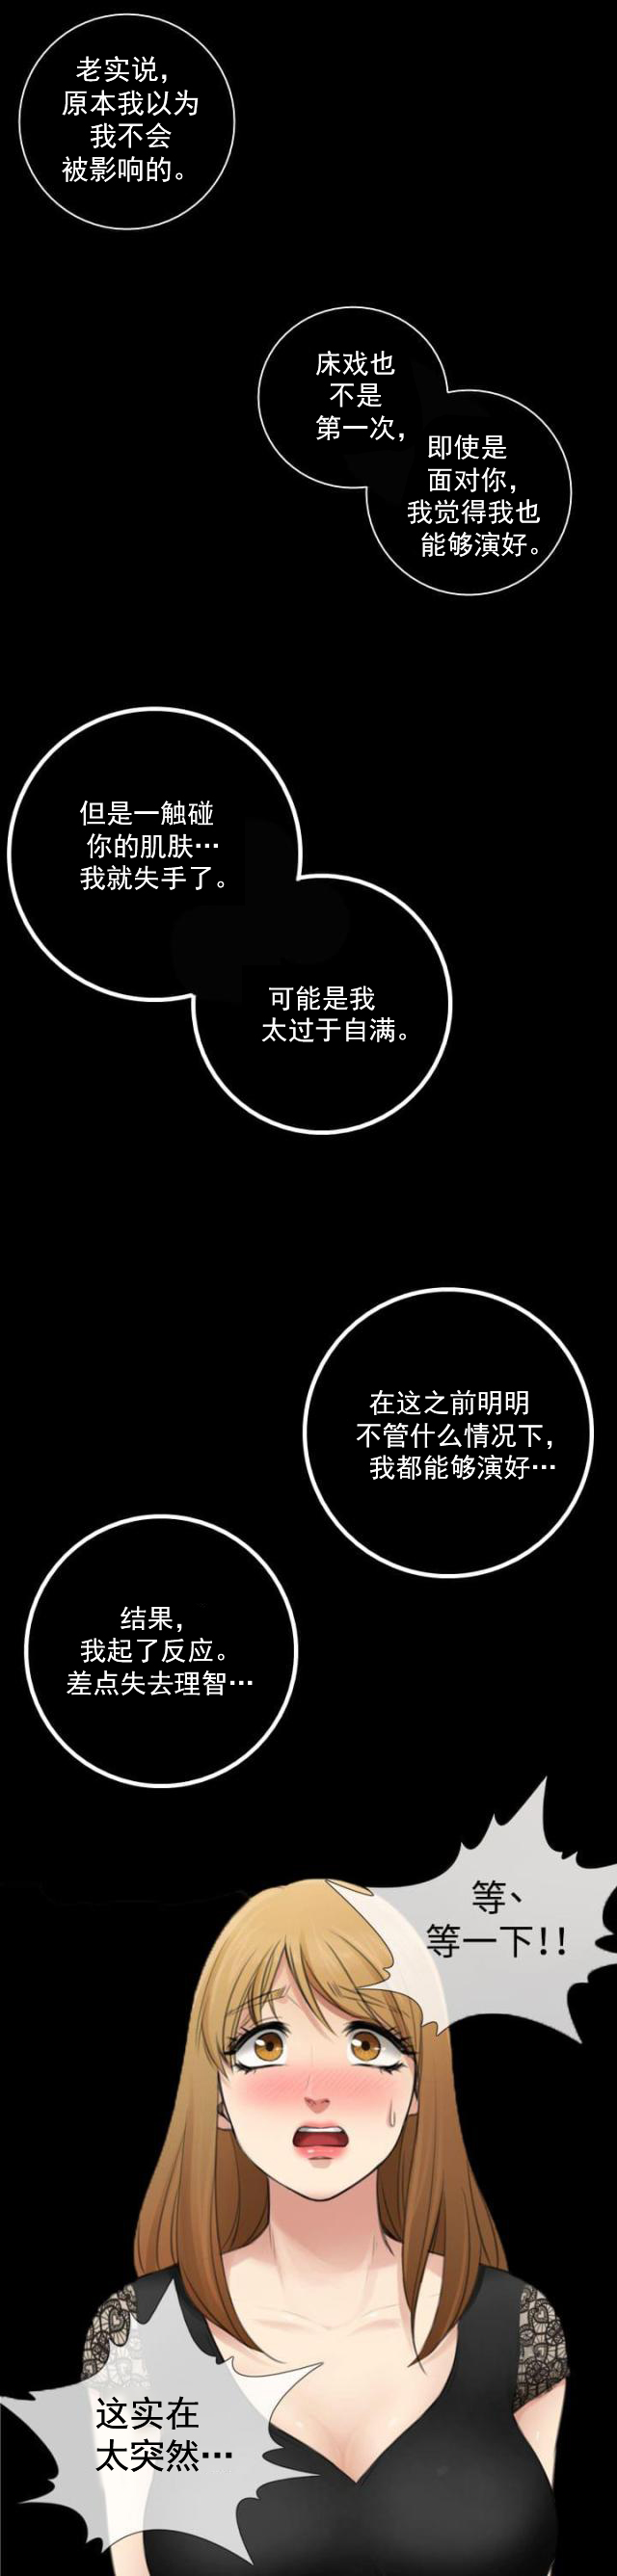 老实说，
原本我以为
我不会
被影响的。
床戏也
不是
第一次，
即使是
面对你，
我觉得我也
能够演好。
但是一触碰
你的肌肤…
我就失手了。
可能是我
太过于自满。
在这之前明明
不管什么情况下，
我都能够演好…
结果，
我起了反应。
差点失去理智…
等、
等一下！！
这实在
太突然…